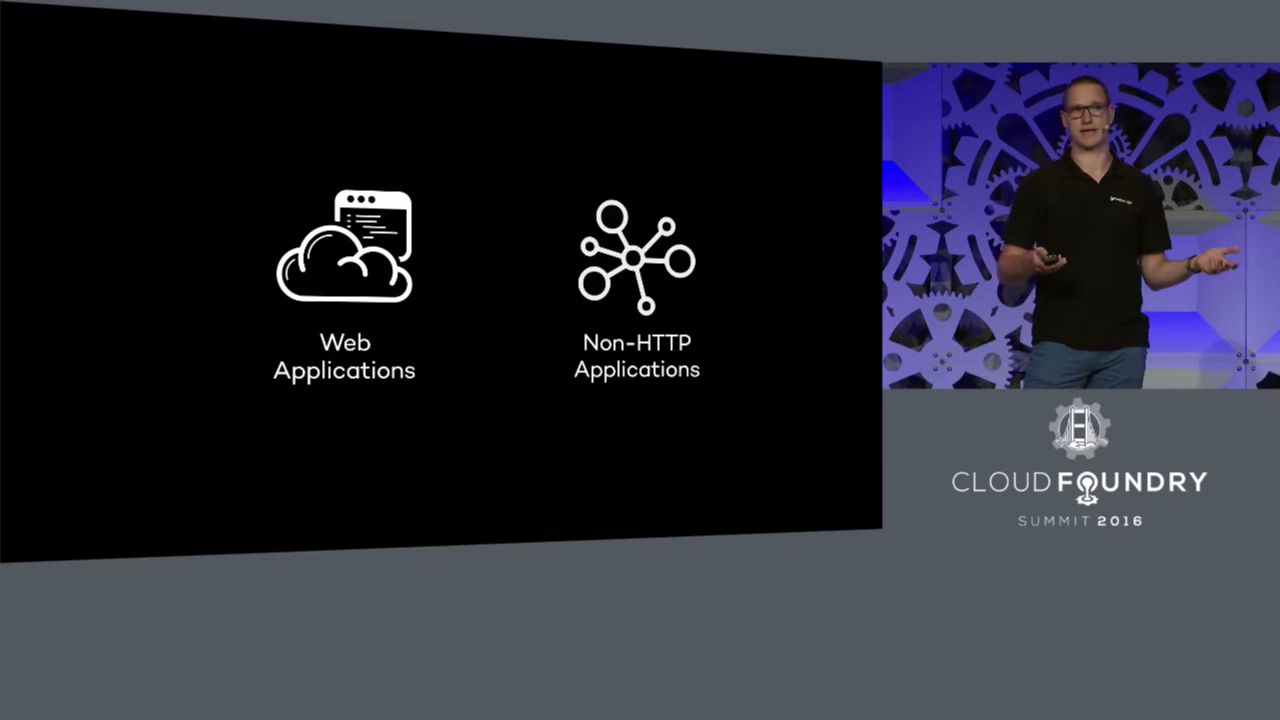 Web
Applications
Non-HTTP
Applications
CLOUD FOUNDRY
SUMMIT 2016